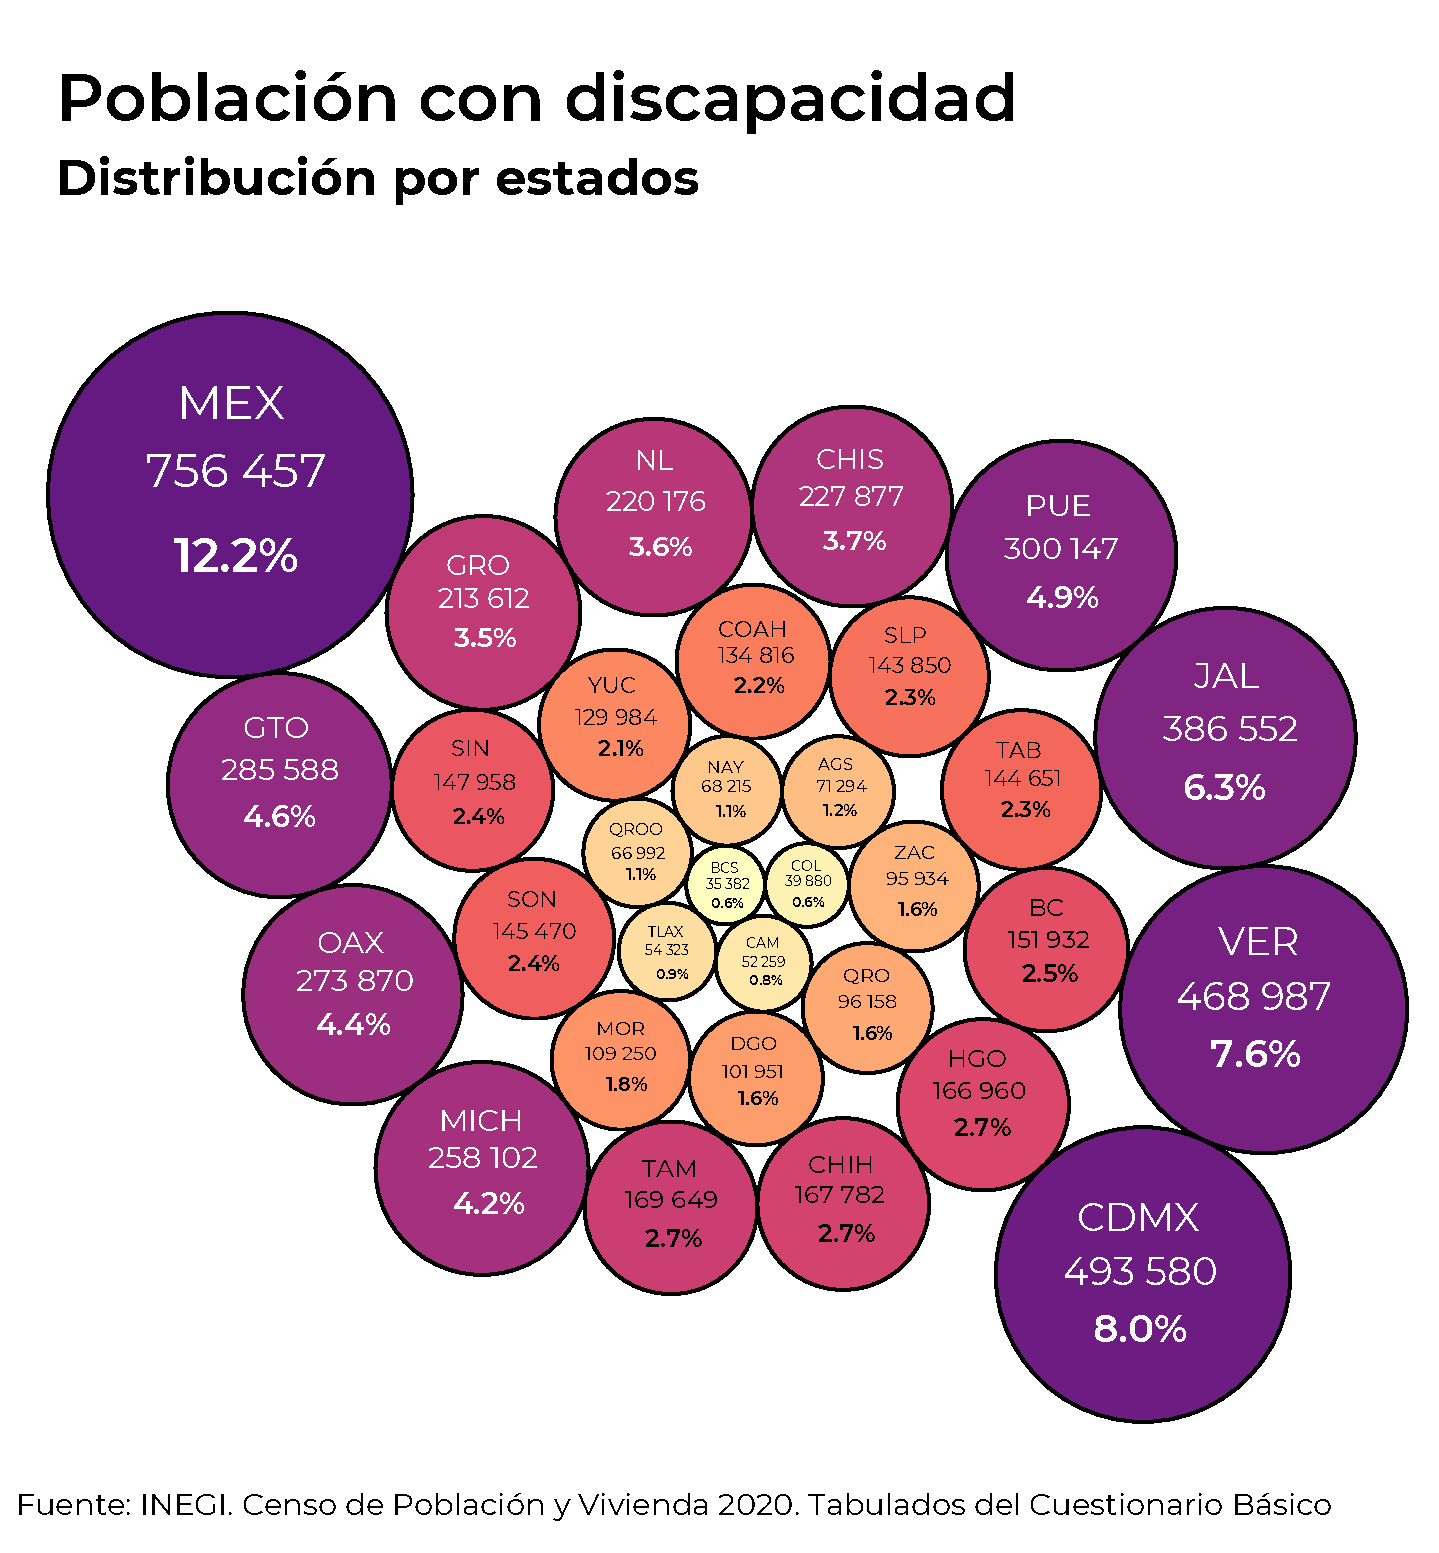 Población con discapacidad
Distribución por estados
MEX
756 457
12.2%
NL
220 176
3.6%
CHIS
227 877
3.7%
PUE
300 147
4.9%
GRO
213 612
3.5%
COAH
134 816
2.2%
SLP
143 850
2.3%
JAL
386 552
6.3%
YUC
129 984
2.1%
GTO
285 588
4.6%
SIN
147 958
2.4%
NAY
68 215
1.1%
AGS
71 294
1.2%
TAB
144 651
2.3%
QROO
66 992
1.1%
BCS
35 382
0.6%
COL
39 880
0.6%
ZAC
95 934
1.6%
SON
145 470
2.4%
BC
151 932
2.5%
OAX
273 870
4.4%
TLAX
54 323
0.9%
CAM
52 259
0.8%
QRO
96 158
1.6%
VER
468 987
7.6%
MOR
109 250
1.8%
DGO
101 951
1.6%
HGO
166 960
2.7%
MICH
258 102
4.2%
TAM
169 649
2.7%
CHIH
167 782
2.7%
CDMX
493 580
8.0%
Fuente: INEGI. Censo de Población y Vivienda 2020. Tabulados del Cuestionario Básico